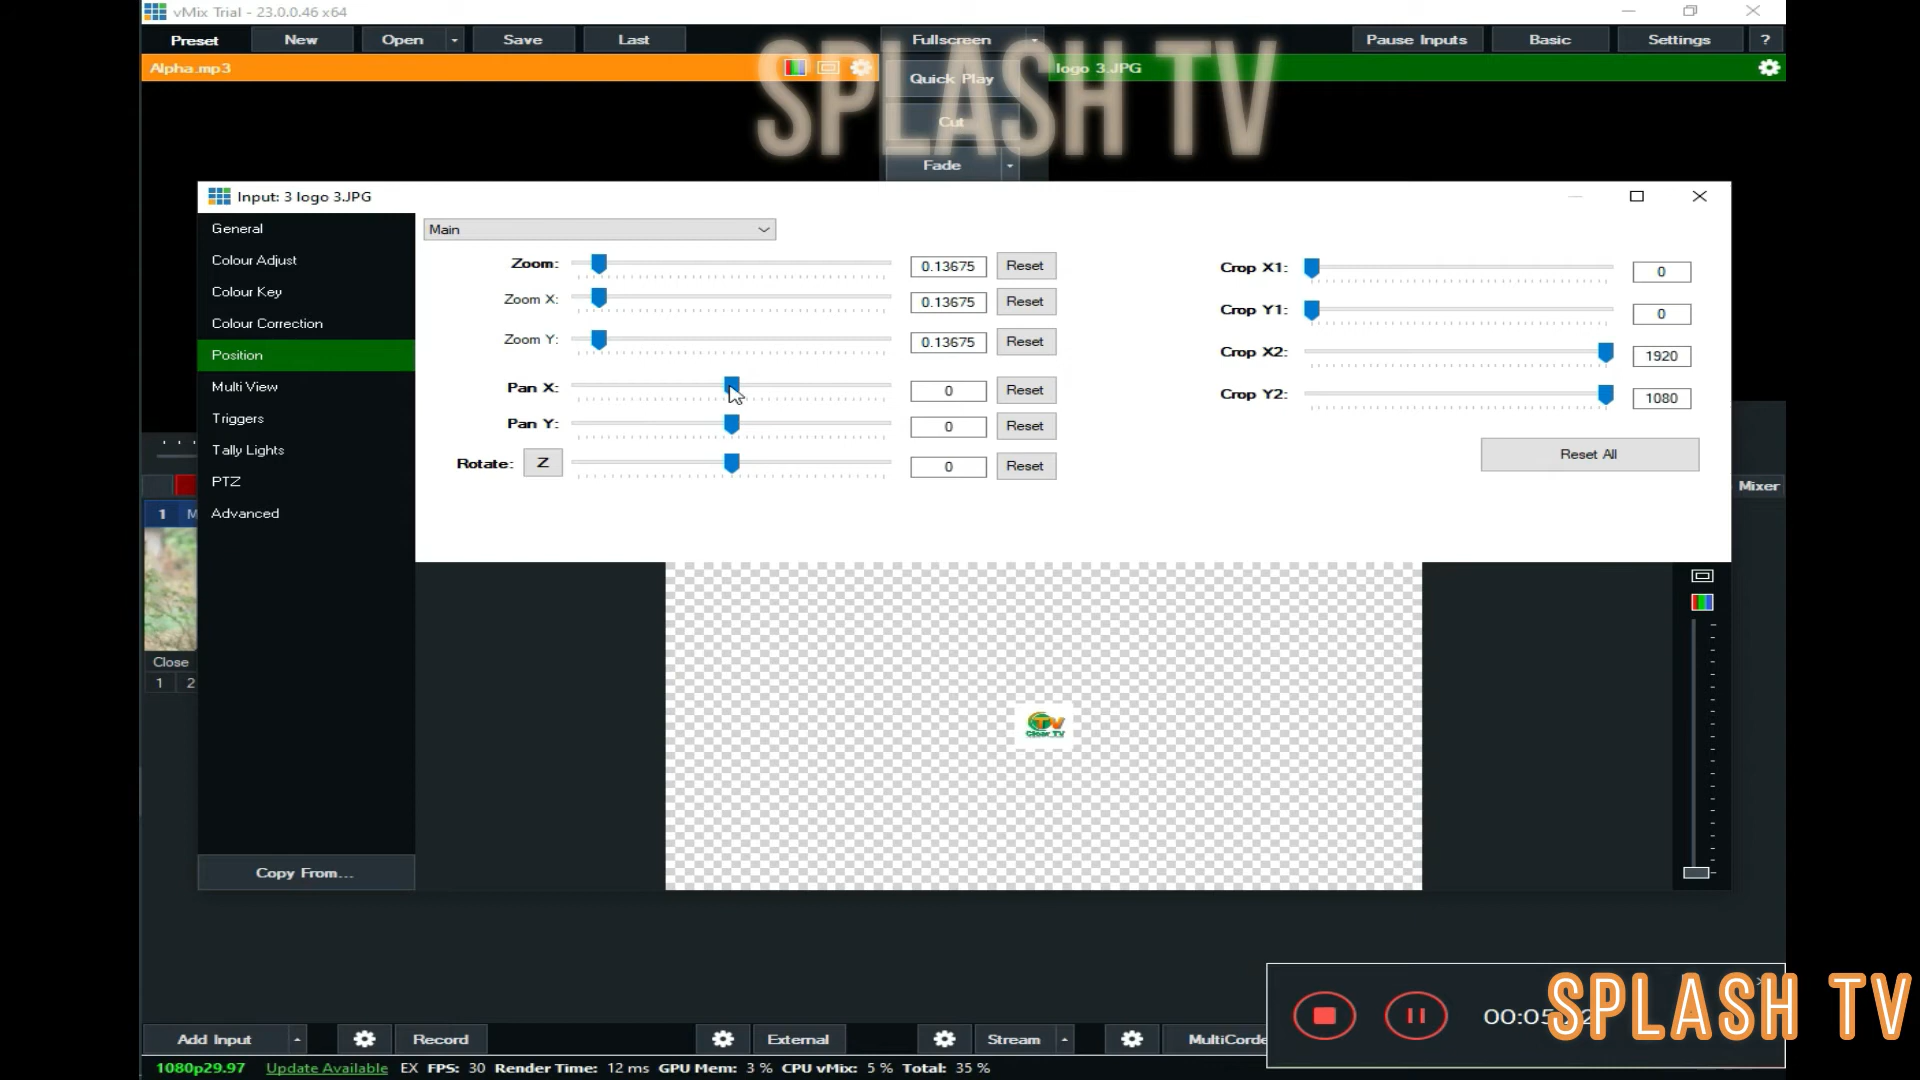 vMix Trial - 23.0.0.46 x64
Preset New Open Save Last Fullscreen Pause Inputs Basic Settings ?
Alpha.mp3 logo 3.JPG
Quick Play
SPLASH TV
Cut
Fade
Input: 3 logo 3.JPG
General
Colour Adjust
Colour Key
Colour Correction
Position
Multi View
Triggers
Tally Lights
PTZ
Advanced
Copy From...
Main
Zoom: 0.13675 Reset
Zoom X: 0.13675 Reset
Zoom Y: 0.13675 Reset
Pan X: 0 Reset
Pan Y: 0 Reset
Rotate: Z 0 Reset
Crop X1: 0
Crop Y1: 0
Crop X2: 1920
Crop Y2: 1080
Reset All
Mixer
1 M
Close
1 2
TV
Clear TV
SPLASH TV
Add Input Record External Stream MultiCorde
1080p29.97 Update Available EX FPS: 30 Render Time: 12 ms GPU Mem: 3 % CPU vMix: 5 % Total: 35 %